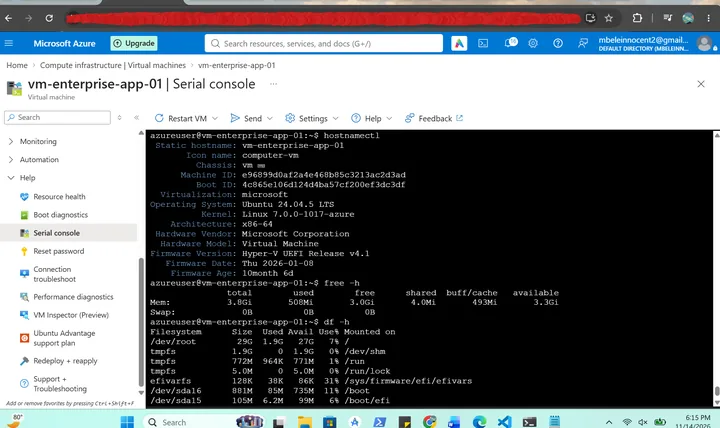 Microsoft Azure
Upgrade
Search resources, services, and docs (G+/)
19
mbeleinnocent2@gmail....
DEFAULT DIRECTORY (MBELEINNOC...
Home > Compute infrastructure | Virtual machines > vm-enterprise-app-01
vm-enterprise-app-01 | Serial console ...
Virtual machine
Search
Restart VM
Send
Settings
Help
Feedback
Monitoring
Automation
Help
Resource health
Boot diagnostics
Serial console
Reset password
Connection
troubleshoot
Performance diagnostics
VM Inspector (Preview)
Ubuntu Advantage
support plan
Redeploy + reapply
Support +
Troubleshooting
Add or remove favorites by pressing Ctrl+Shift+F
azureuser@vm-enterprise-app-01:~$ hostnamectl
Static hostname: vm-enterprise-app-01
Icon name: computer-vm
Chassis: vm
Machine ID: e96899d0af2a4e468b85c3213ac2d3ad
Boot ID: 4c865e106d124d4ba57cf200ef3dc3df
Virtualization: microsoft
Operating System: Ubuntu 24.04.5 LTS
Kernel: Linux 7.0.0-1017-azure
Architecture: x86-64
Hardware Vendor: Microsoft Corporation
Hardware Model: Virtual Machine
Firmware Version: Hyper-V UEFI Release v4.1
Firmware Date: Thu 2026-01-08
Firmware Age: 10month 6d
azureuser@vm-enterprise-app-01:~$ free -h
total used free shared buff/cache available
Mem: 3.8Gi 508Mi 3.0Gi 4.0Mi 493Mi 3.3Gi
Swap: 0B 0B 0B
azureuser@vm-enterprise-app-01:~$ df -h
Filesystem Size Used Avail Use% Mounted on
/dev/root 29G 1.9G 27G 7% /
tmpfs 1.9G 0 1.9G 0% /dev/shm
tmpfs 772M 964K 771M 1% /run
tmpfs 5.0M 0 5.0M 0% /run/lock
efivarfs 128K 38K 86K 31% /sys/firmware/efi/efivars
/dev/sda16 881M 85M 735M 11% /boot
/dev/sda15 105M 6.2M 99M 6% /boot/efi
80°
Search
6:15 PM
11/14/2026